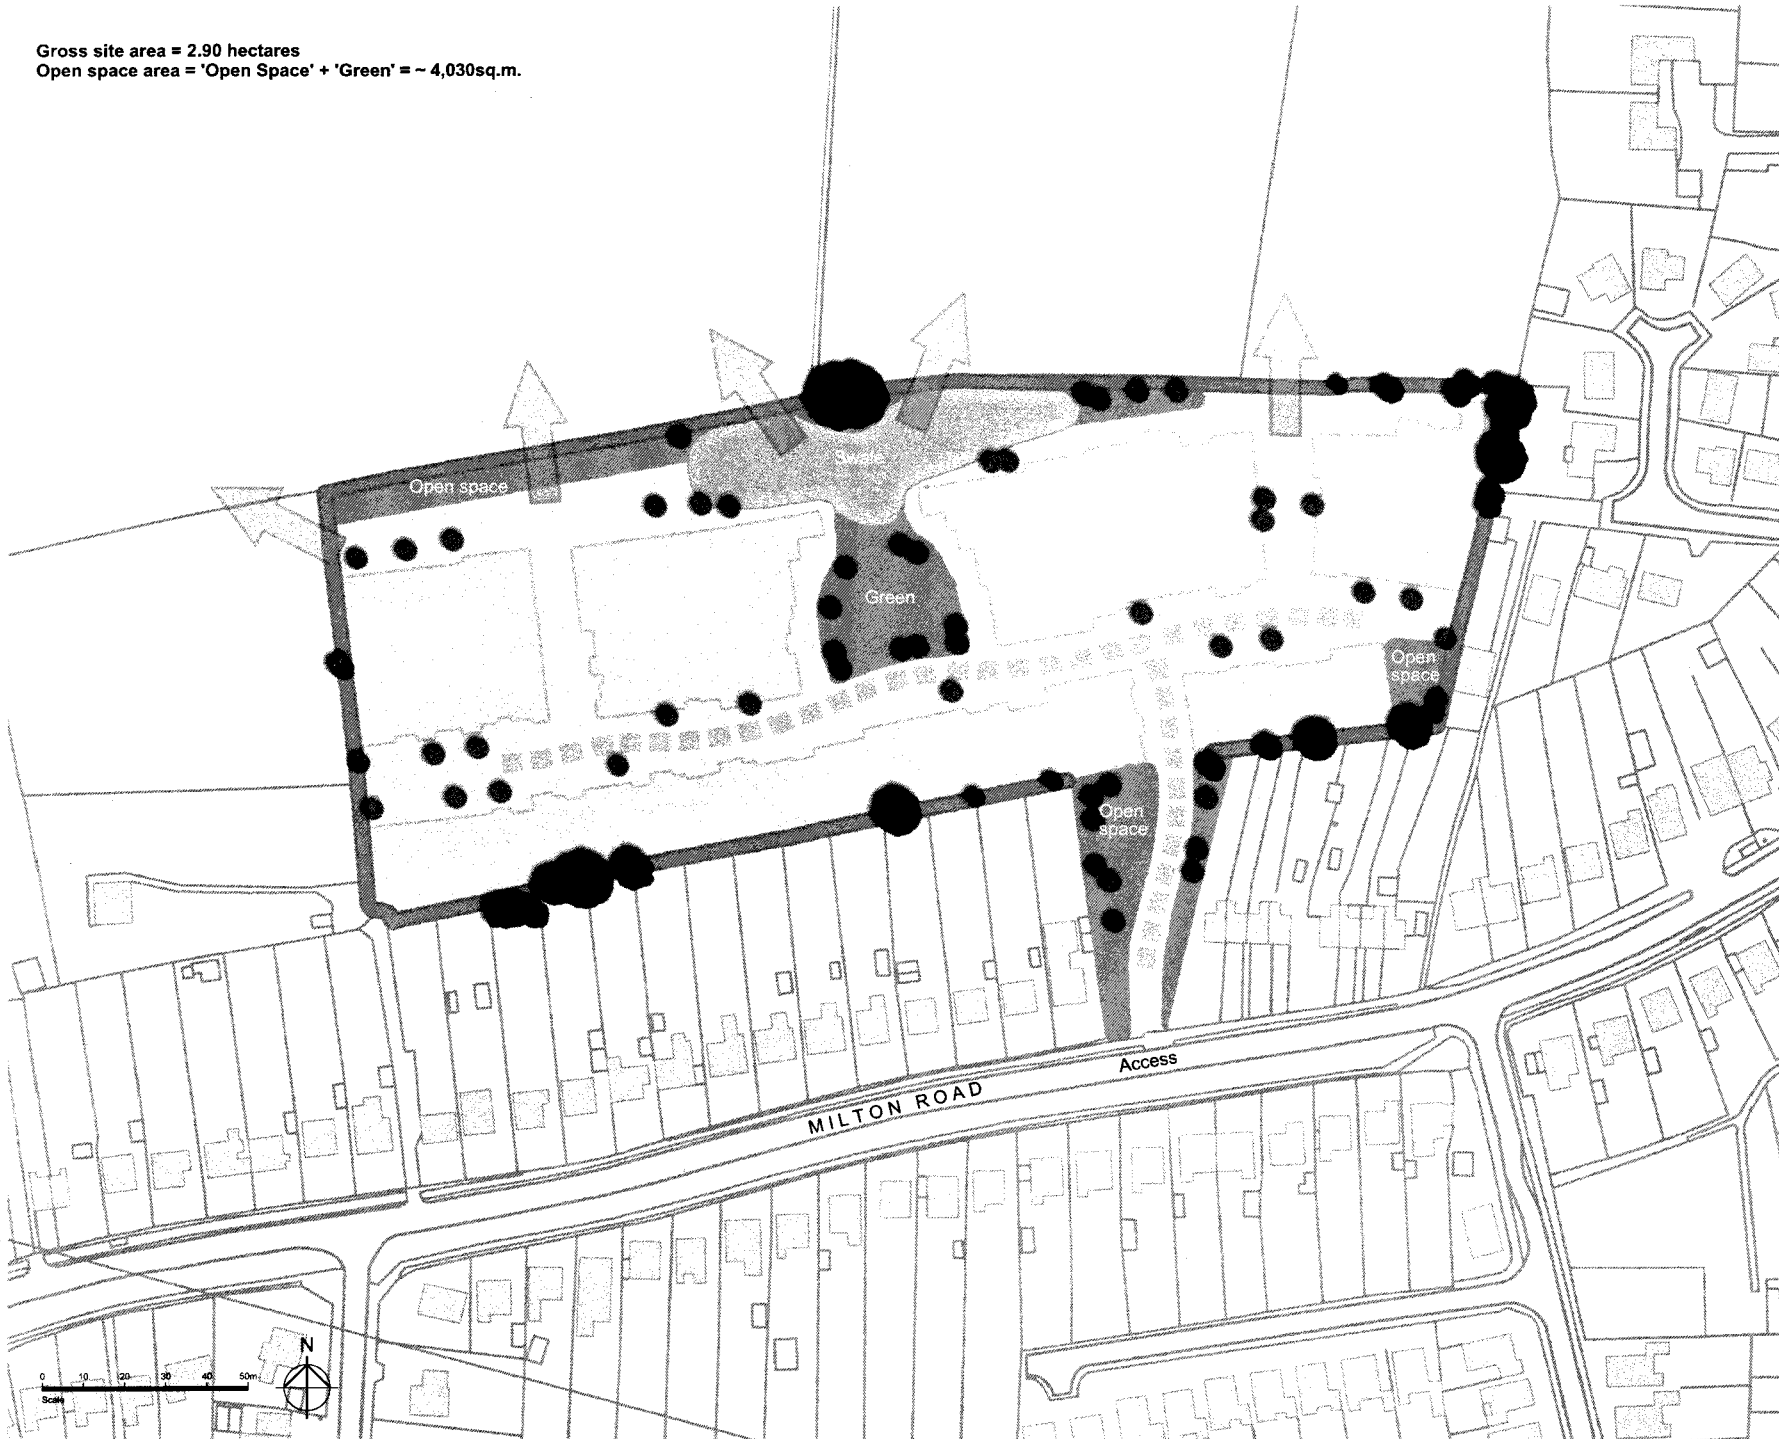 Gross site area = 2.90 hectares
Open space area = 'Open Space' + 'Green' = ~ 4,030sq.m.
Swale
Open space
Green
Open
space
Open
space
Access
MILTON ROAD
N
0 10 20 30 40 50m
Scale